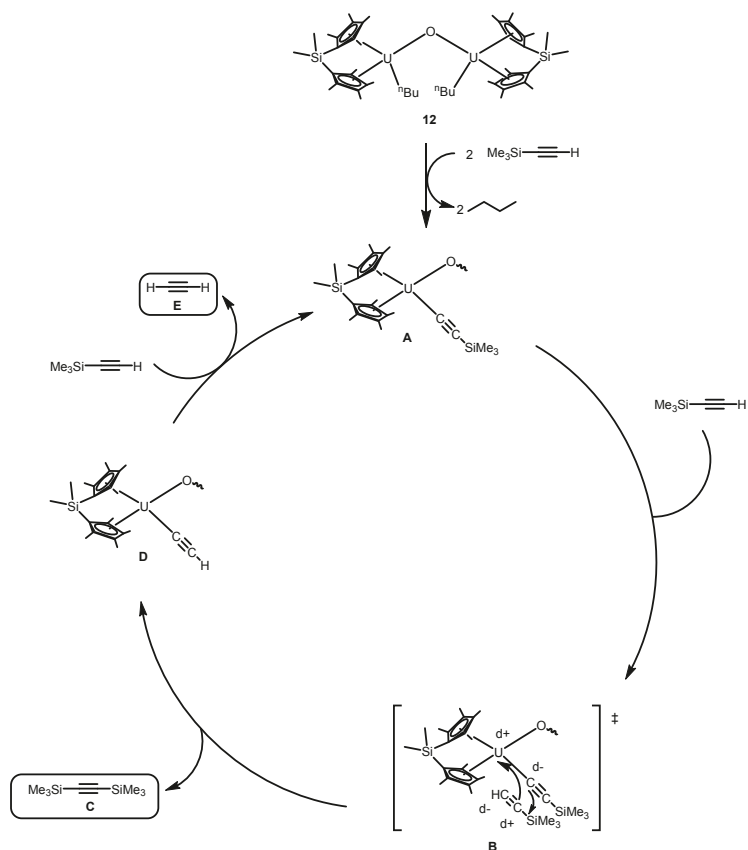 Si U O U Si
ⁿBu ⁿBu
12
2 Me₃Si H
2
H H
E
Si U O
C
C
SiMe₃
A
Me₃Si H
Me₃Si H
Si U O
C
C
H
D
‡
d+
Si U O
d-
C
C
HC
C
SiMe₃
SiMe₃
d-
d+
B
Me₃Si SiMe₃
C